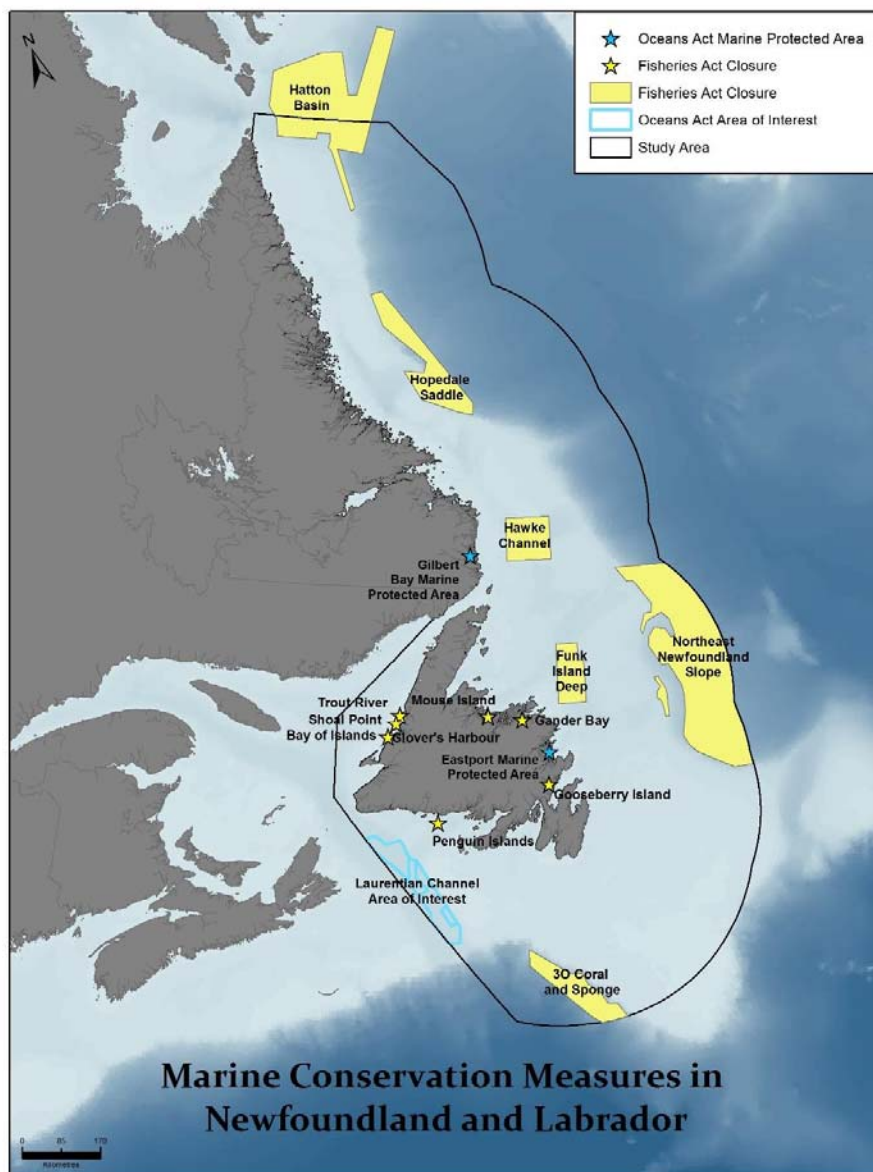 N
Oceans Act Marine Protected Area
Fisheries Act Closure
Fisheries Act Closure
Oceans Act Area of Interest
Study Area
Hatton
Basin
Hopedale
Saddle
Hawke
Channel
Gilbert
Bay Marine
Protected Area
Northeast
Newfoundland
Slope
Funk
Island
Deep
Trout River
Mouse Island
Shoal Point
Gander Bay
Bay of Islands
Glover's Harbour
Eastport Marine
Protected Area
Gooseberry Island
Penguin Islands
Laurentian Channel
Area of Interest
3O Coral
and Sponge
Marine Conservation Measures in
Newfoundland and Labrador
0 85 170
Kilometres